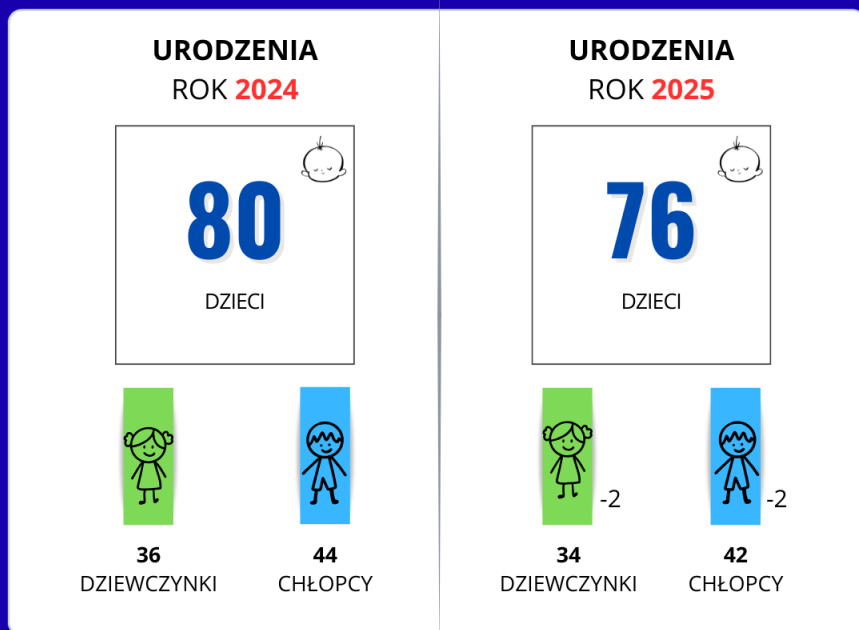 URODZENIA
ROK 2024
80
DZIECI
36
DZIEWCZYNKI
44
CHŁOPCY
URODZENIA
ROK 2025
76
DZIECI
-2
-2
34
DZIEWCZYNKI
42
CHŁOPCY